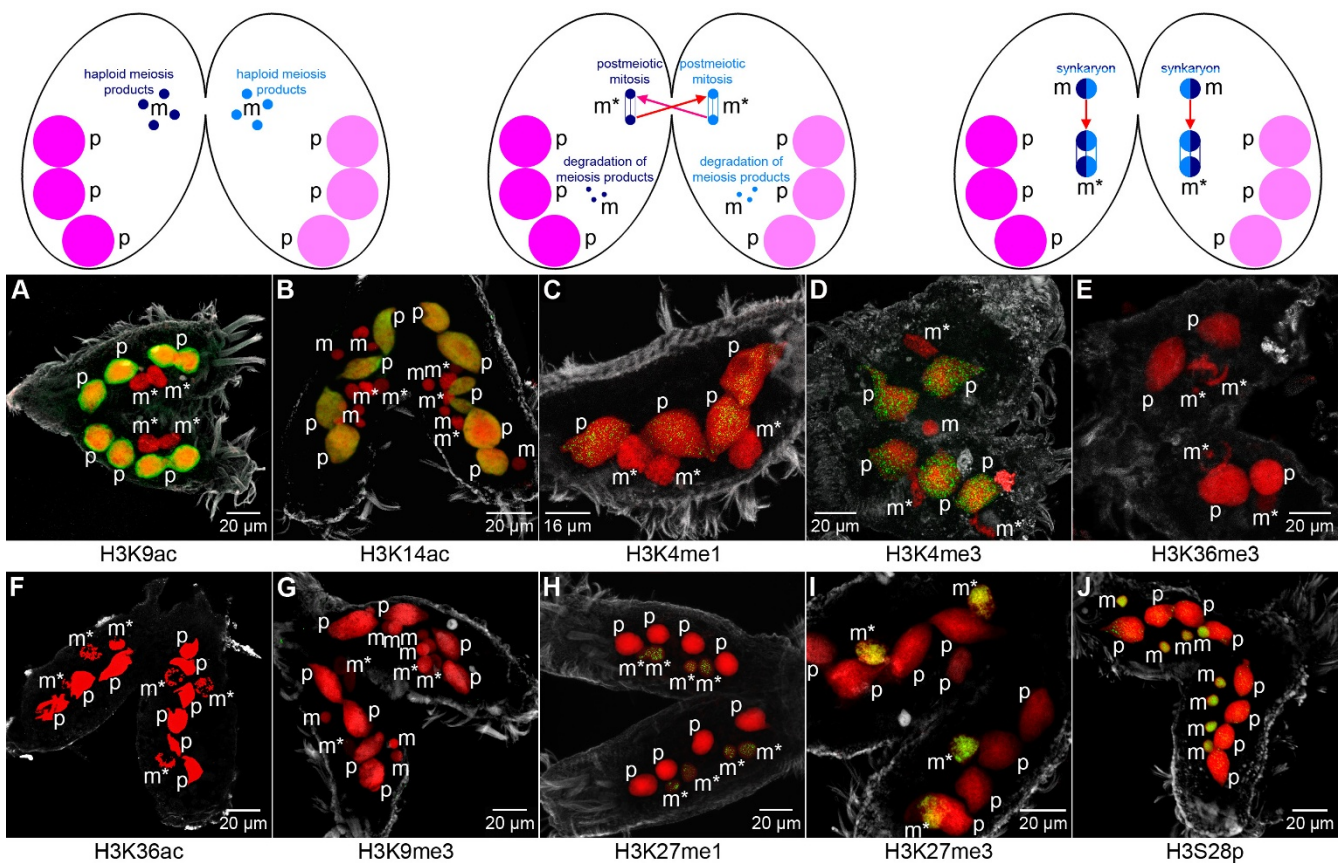 haploid meiosis
products
m
haploid meiosis
products
m
p
p
p
p
p
p
postmeiotic
mitosis
m*
postmeiotic
mitosis
m*
degradation of
meiosis products
m
degradation of
meiosis products
m
p
p
p
p
p
p
synkaryon
m
synkaryon
m
m*
m*
p
p
p
p
p
p
A
p
p
p
m*
m*
m*
m*
p
p
p
p
20 µm
H3K9ac
B
p
p
m
m
p
p
m
m*
m
m*
m*
p
m
m*
p
m
m
m*
p
m
p
p
20 µm
H3K14ac
C
p
p
p
p
m*
m*
16 µm
H3K4me1
D
m*
p
p
m
p
p
m*
p
m*
20 µm
H3K4me3
E
p
p
m*
m*
m*
p
p
m*
20 µm
H3K36me3
F
m*
m*
p
p
p
m*
m*
m*
p
p
p
p
p
m*
p
20 µm
H3K36ac
G
p
p
m
m
m
p
m*
m*
p
p
m
p
m*
p
m
p
20 µm
H3K9me3
H
p
p
p
p
m*
m*
m*
m*
p
p
p
p
m*
m*
m*
m*
20 µm
H3K27me1
I
m*
m*
p
p
p
p
p
p
m*
p
p
m*
p
20 µm
H3K27me3
J
m
p
p
p
m
m
m
p
m
p
m
p
m
p
m
p
20 µm
H3S28p